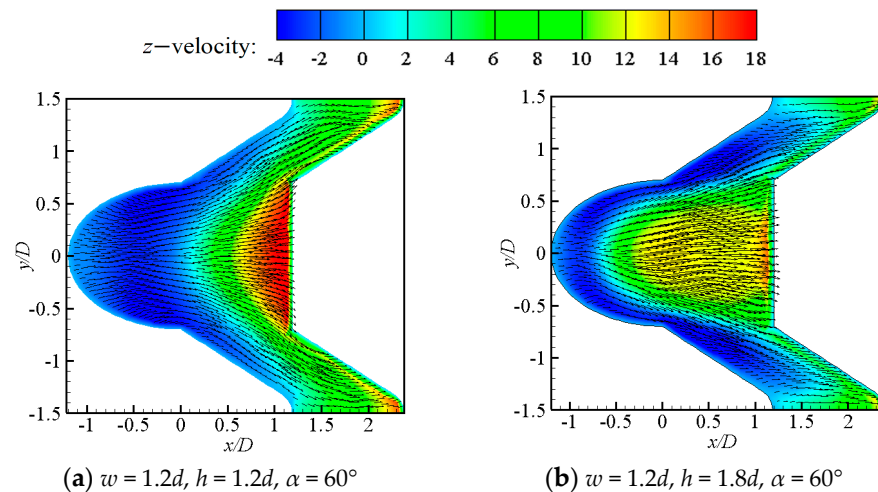 z−velocity: -4 -2 0 2 4 6 8 10 12 14 16 18
1.5
1
0.5
0
-0.5
-1
-1.5
y/D
-1 -0.5 0 0.5 1 1.5 2
x/D
(a) w = 1.2d, h = 1.2d, α = 60°
1.5
1
0.5
0
-0.5
-1
-1.5
y/D
-1 -0.5 0 0.5 1 1.5 2
x/D
(b) w = 1.2d, h = 1.8d, α = 60°